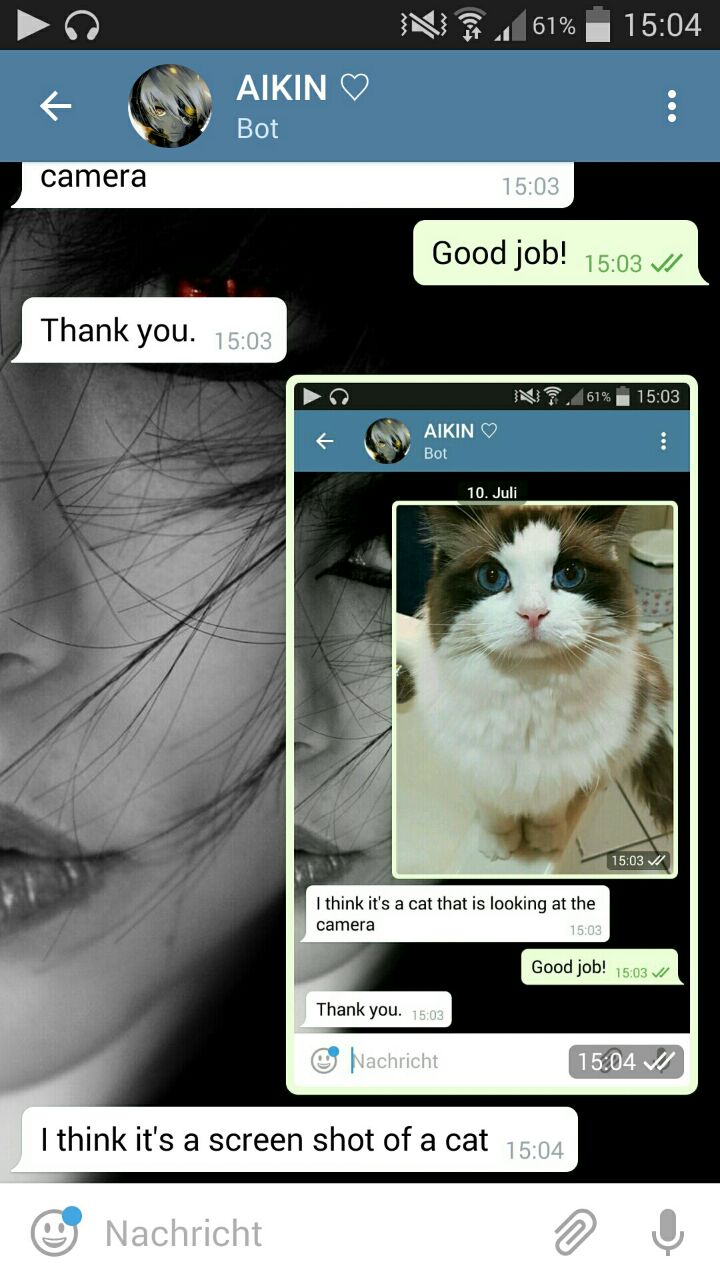 61% 15:04
AIKIN ♡
Bot
camera
15:03
Good job! 15:03
Thank you. 15:03
61% 15:03
AIKIN ♡
Bot
10. Juli
15:03
I think it's a cat that is looking at the
camera
15:03
Good job! 15:03
Thank you. 15:03
Nachricht
15:04
I think it's a screen shot of a cat 15:04
Nachricht